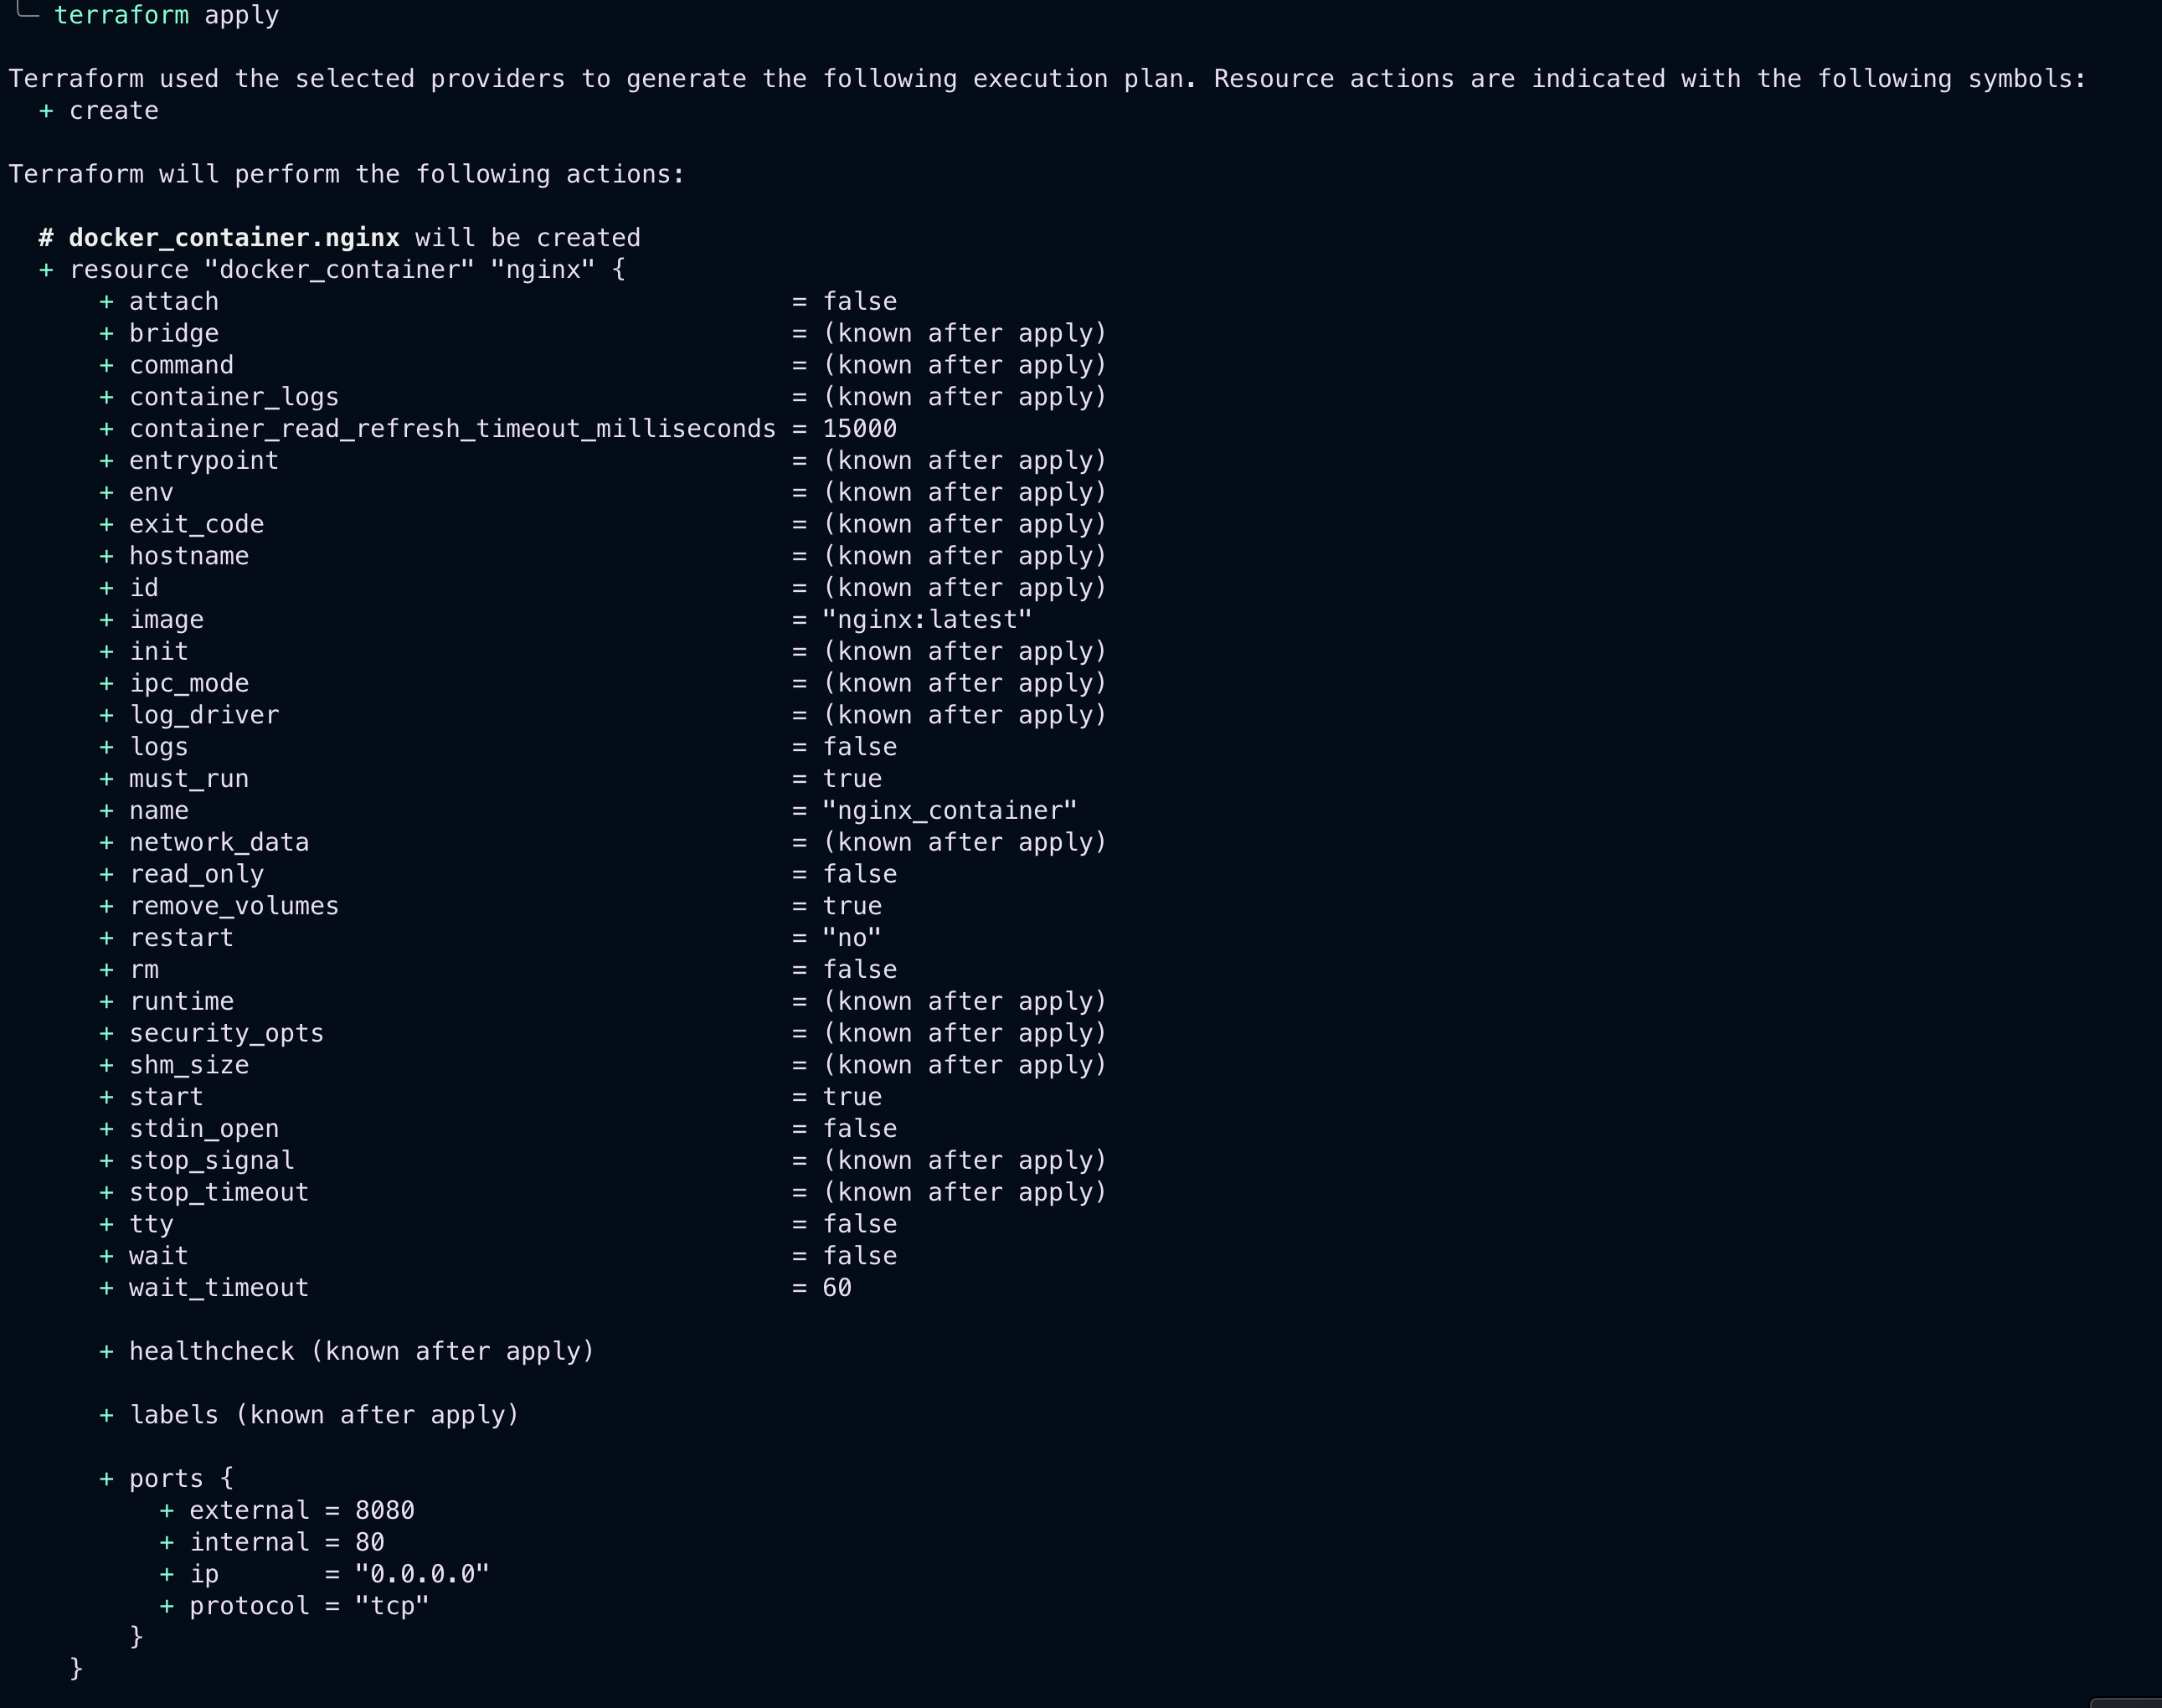 terraform apply
Terraform used the selected providers to generate the following execution plan. Resource actions are indicated with the following symbols:
  + create
Terraform will perform the following actions:
  # docker_container.nginx will be created
  + resource "docker_container" "nginx" {
      + attach                                      = false
      + bridge                                      = (known after apply)
      + command                                     = (known after apply)
      + container_logs                              = (known after apply)
      + container_read_refresh_timeout_milliseconds = 15000
      + entrypoint                                  = (known after apply)
      + env                                         = (known after apply)
      + exit_code                                   = (known after apply)
      + hostname                                    = (known after apply)
      + id                                          = (known after apply)
      + image                                       = "nginx:latest"
      + init                                        = (known after apply)
      + ipc_mode                                    = (known after apply)
      + log_driver                                  = (known after apply)
      + logs                                        = false
      + must_run                                    = true
      + name                                        = "nginx_container"
      + network_data                                = (known after apply)
      + read_only                                   = false
      + remove_volumes                              = true
      + restart                                     = "no"
      + rm                                          = false
      + runtime                                     = (known after apply)
      + security_opts                               = (known after apply)
      + shm_size                                    = (known after apply)
      + start                                       = true
      + stdin_open                                  = false
      + stop_signal                                 = (known after apply)
      + stop_timeout                                = (known after apply)
      + tty                                         = false
      + wait                                        = false
      + wait_timeout                                = 60
      + healthcheck (known after apply)
      + labels (known after apply)
      + ports {
          + external = 8080
          + internal = 80
          + ip       = "0.0.0.0"
          + protocol = "tcp"
        }
    }